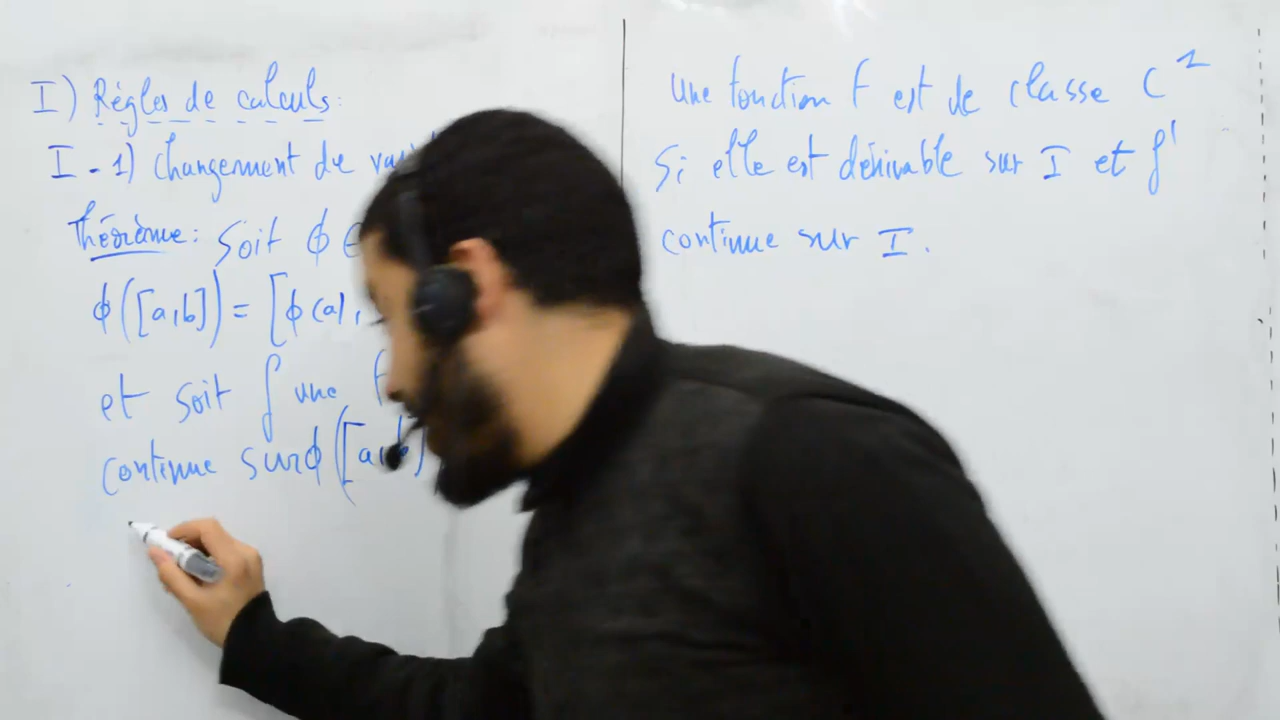 I) Régles de calculs:
I-1) changement de va
Théorème: Soit ϕ ∈
ϕ([a,b]) = [ϕ(a),
et soit f une f
continue sur ϕ([a,b]
une fonction f est de classe C¹
Si elle est dérivable sur I et f'
continue sur I.